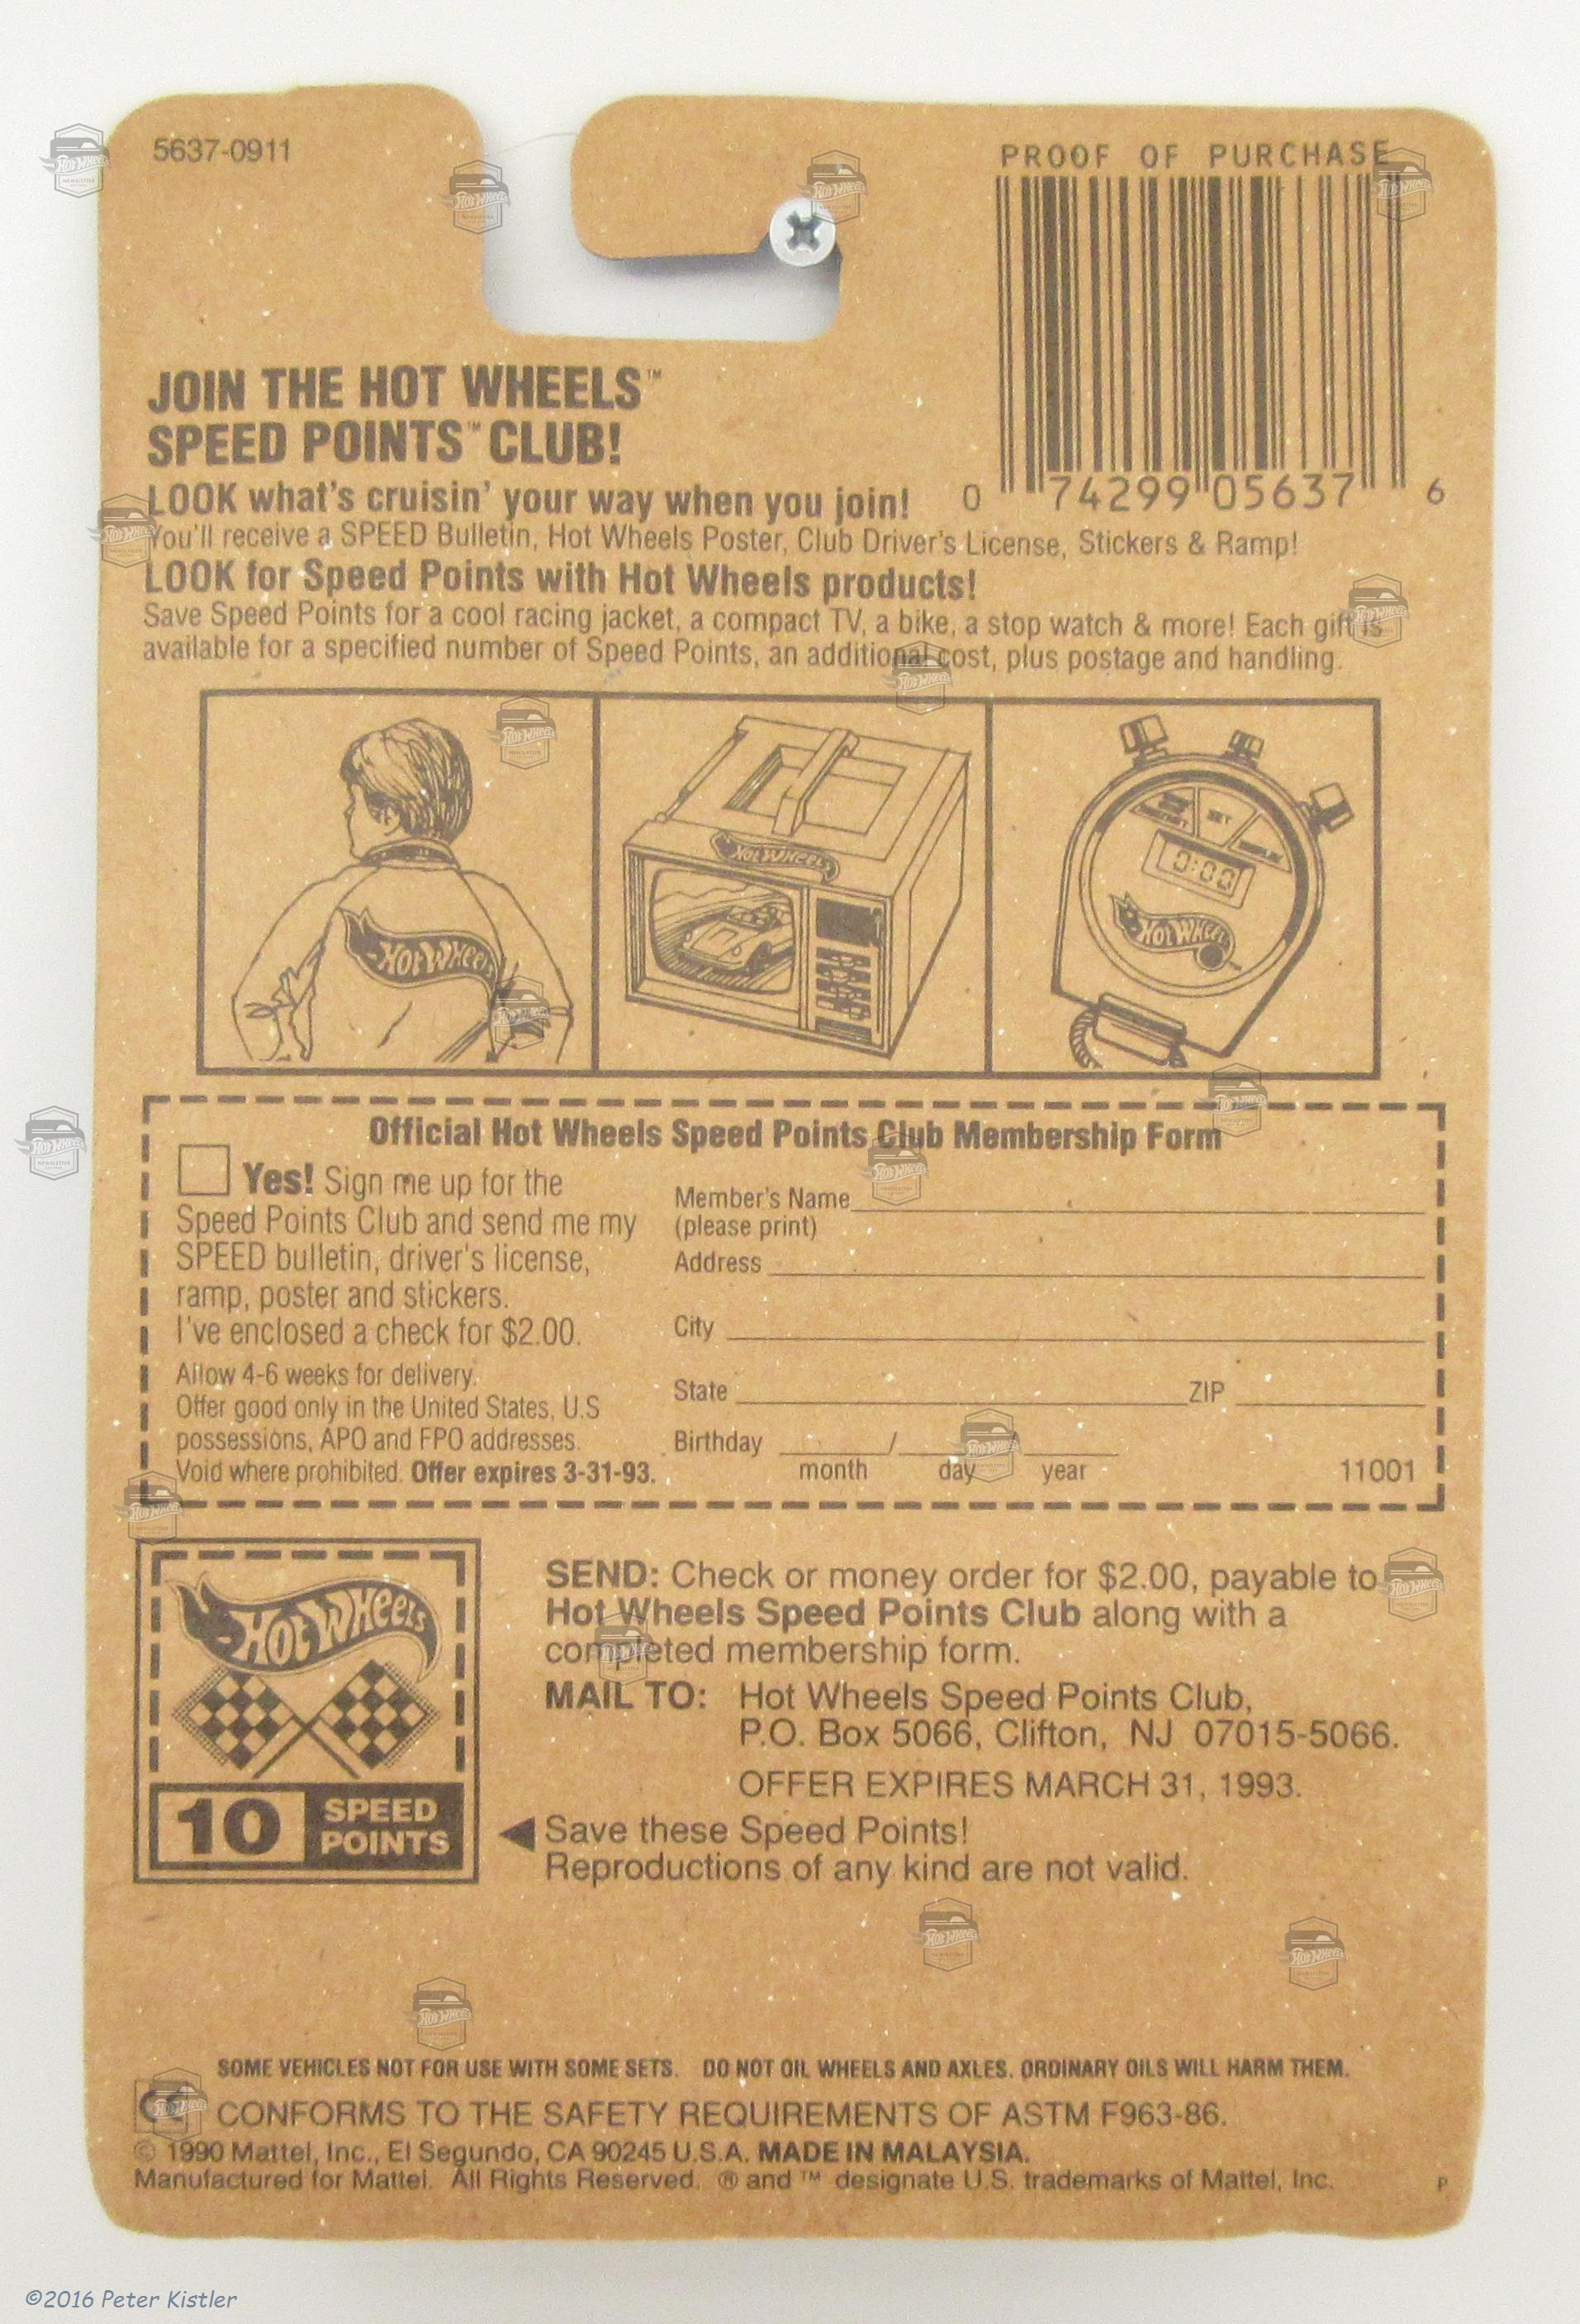 5637-0911
PROOF OF PURCHASE
0 74299 05637 6
JOIN THE HOT WHEELS™
SPEED POINTS™ CLUB!
LOOK what's cruisin' your way when you join!
You'll receive a SPEED Bulletin, Hot Wheels Poster, Club Driver's License, Stickers & Ramp!
LOOK for Speed Points with Hot Wheels products!
Save Speed Points for a cool racing jacket, a compact TV, a bike, a stop watch & more! Each gift is
available for a specified number of Speed Points, an additional cost, plus postage and handling.
HOT WHEELS
HOT WHEELS
SET
0:00
HOT WHEELS
Official Hot Wheels Speed Points Club Membership Form
Yes! Sign me up for the
Speed Points Club and send me my
SPEED bulletin, driver's license,
ramp, poster and stickers.
I've enclosed a check for $2.00.
Allow 4-6 weeks for delivery.
Offer good only in the United States, U.S
possessions, APO and FPO addresses.
Void where prohibited. Offer expires 3-31-93.
Member's Name
(please print)
Address
City
State ZIP
Birthday / /
month day year
11001
HOT WHEELS
10 SPEED
POINTS
SEND: Check or money order for $2.00, payable to
Hot Wheels Speed Points Club along with a
completed membership form.
MAIL TO: Hot Wheels Speed Points Club,
P.O. Box 5066, Clifton, NJ 07015-5066.
OFFER EXPIRES MARCH 31, 1993.
Save these Speed Points!
Reproductions of any kind are not valid.
SOME VEHICLES NOT FOR USE WITH SOME SETS. DO NOT OIL WHEELS AND AXLES. ORDINARY OILS WILL HARM THEM.
CE CONFORMS TO THE SAFETY REQUIREMENTS OF ASTM F963-86.
© 1990 Mattel, Inc., El Segundo, CA 90245 U.S.A. MADE IN MALAYSIA.
Manufactured for Mattel. All Rights Reserved. ® and ™ designate U.S. trademarks of Mattel, Inc.
P
©2016 Peter Kistler